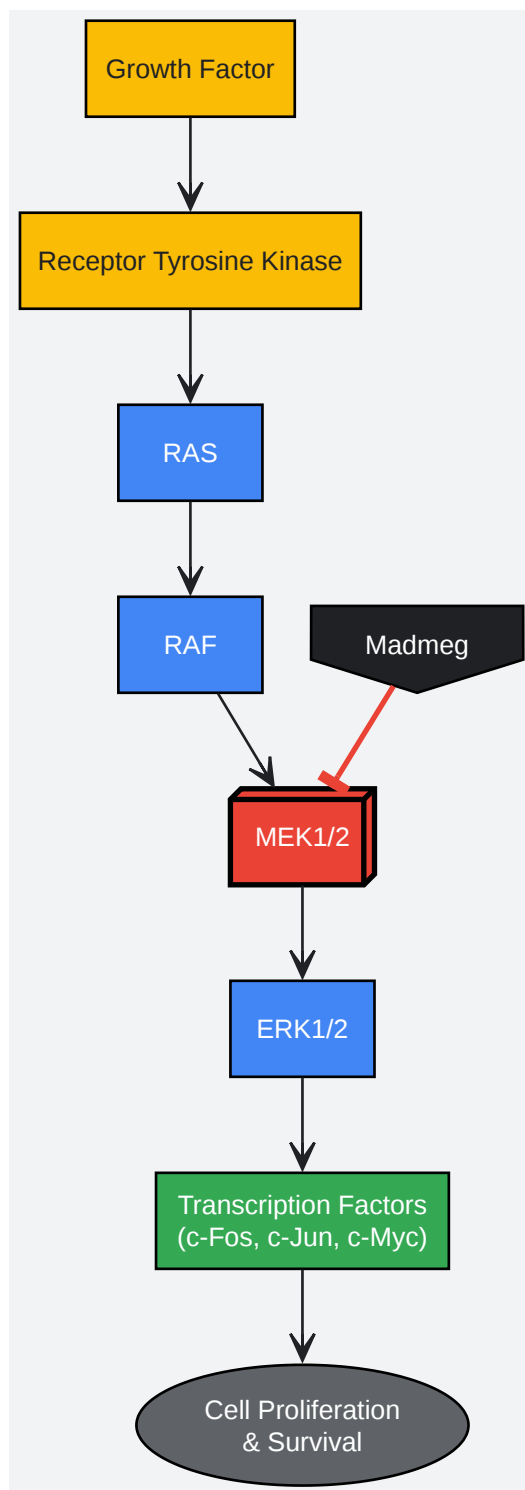 Growth Factor
Receptor Tyrosine Kinase
RAS
RAF
Madmeg
MEK1/2
ERK1/2
Transcription Factors
(c-Fos, c-Jun, c-Myc)
Cell Proliferation
& Survival